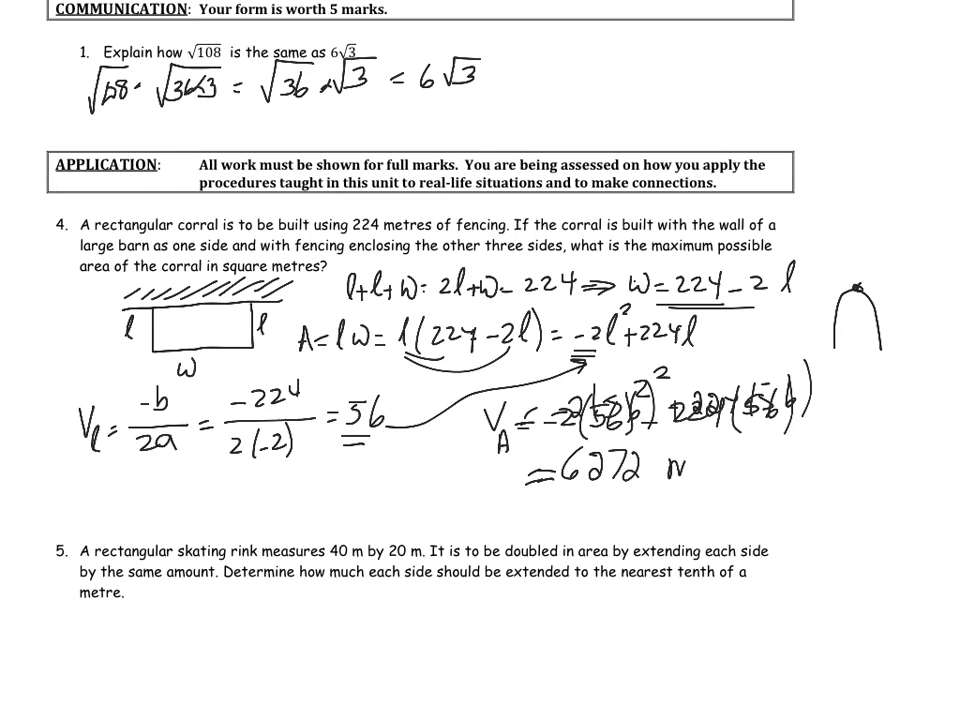 COMMUNICATION: Your form is worth 5 marks.
1. Explain how √108 is the same as 6√3
√108 = √36×3 = √36 × √3 = 6√3
APPLICATION: All work must be shown for full marks. You are being assessed on how you apply the
procedures taught in this unit to real-life situations and to make connections.
4. A rectangular corral is to be built using 224 metres of fencing. If the corral is built with the wall of a
large barn as one side and with fencing enclosing the other three sides, what is the maximum possible
area of the corral in square metres?
l+l+w = 2l+w = 224 ⇒ w = 224 - 2l
l l
w
A = lw = l(224 - 2l) = -2l² + 224l
V_l = -b/2a = -224/2(-2) = 56
V_A = -2(56)² + 224(56)
= 6272 m
5. A rectangular skating rink measures 40 m by 20 m. It is to be doubled in area by extending each side
by the same amount. Determine how much each side should be extended to the nearest tenth of a
metre.